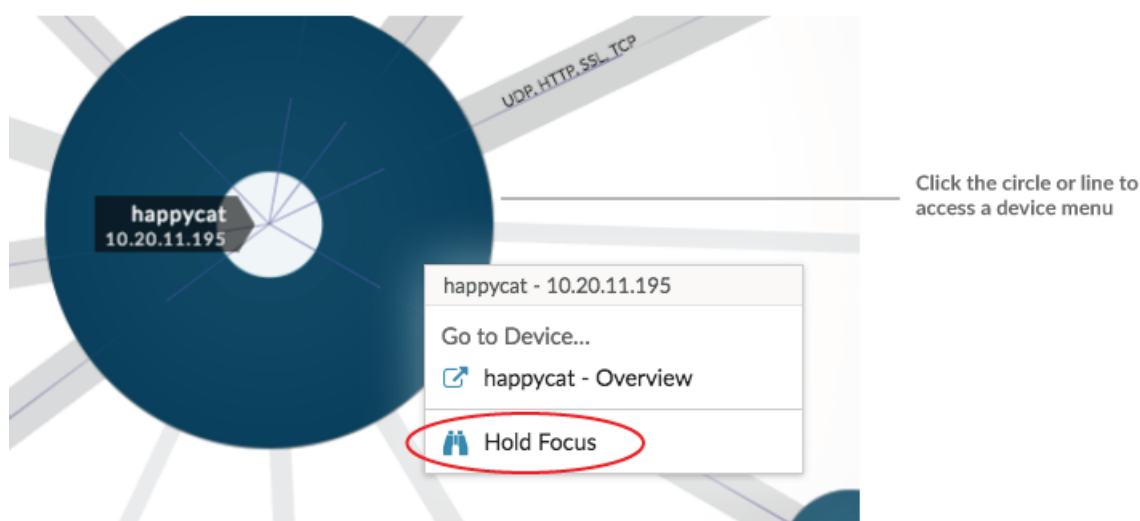 UDP, HTTP, SSL, TCP
Click the circle or line to
access a device menu
happycat
10.20.11.195
happycat - 10.20.11.195
Go to Device...
happycat - Overview
Hold Focus